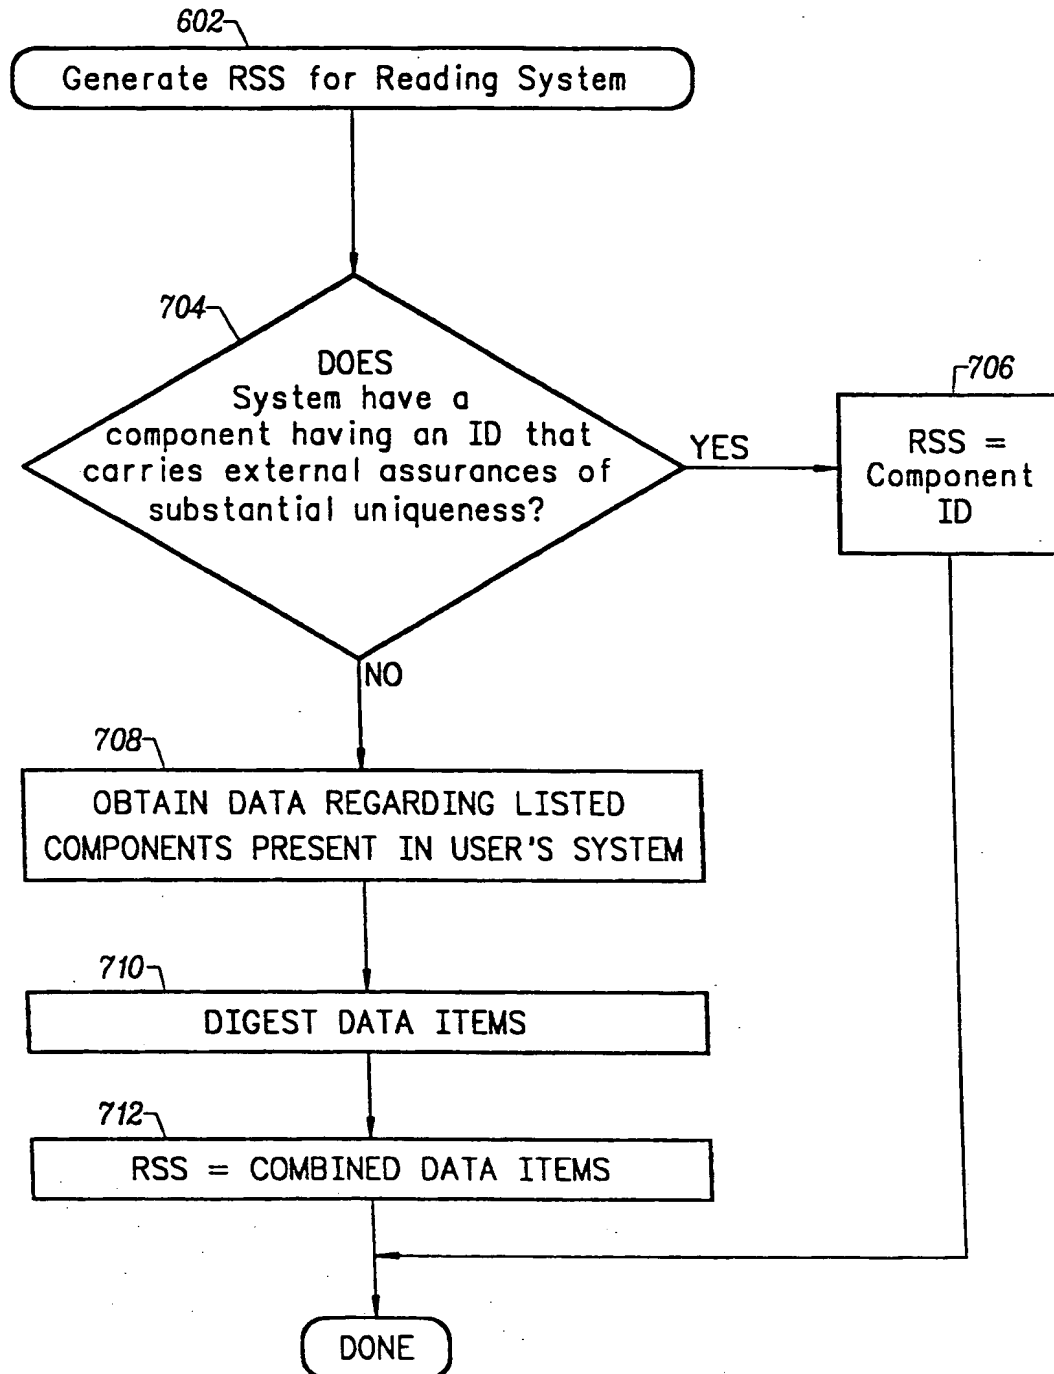 602
Generate RSS for Reading System
704
DOES
System have a
component having an ID that
carries external assurances of
substantial uniqueness?
YES
706
RSS =
Component
ID
NO
708
OBTAIN DATA REGARDING LISTED
COMPONENTS PRESENT IN USER'S SYSTEM
710
DIGEST DATA ITEMS
712
RSS = COMBINED DATA ITEMS
DONE